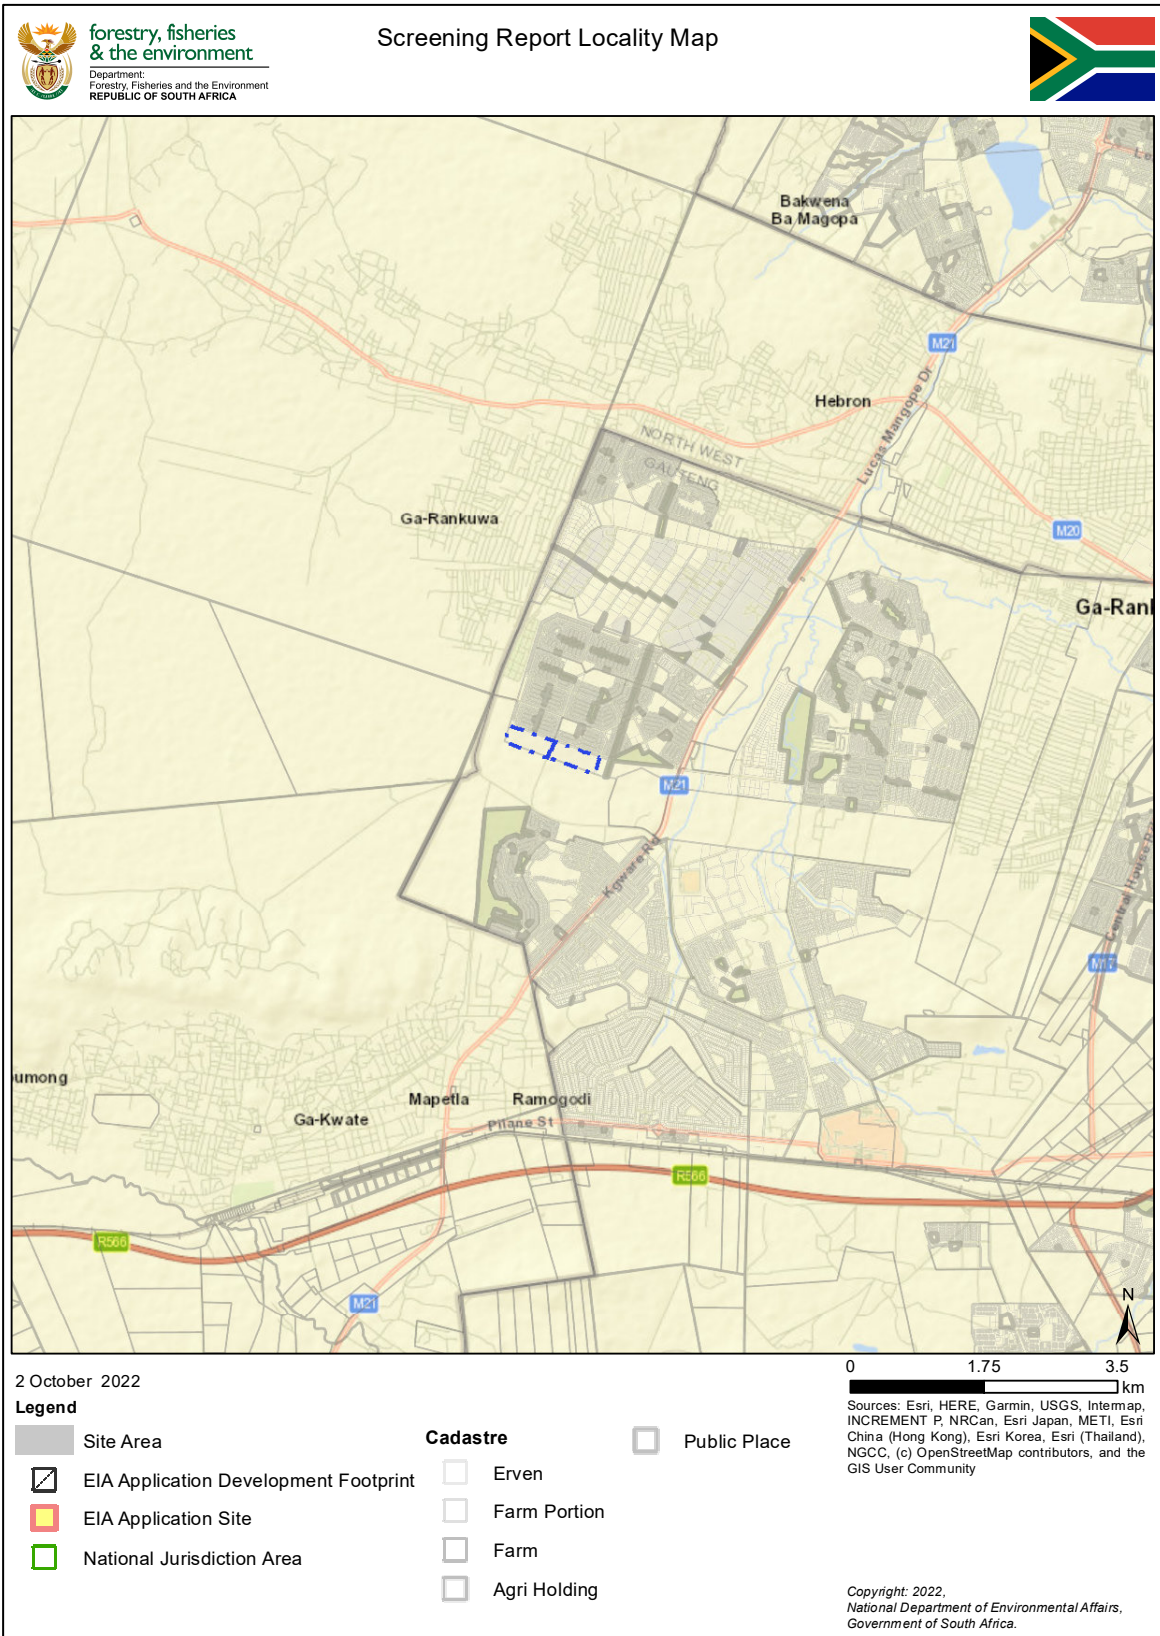 forestry, fisheries
& the environment
Department:
Forestry, Fisheries and the Environment
REPUBLIC OF SOUTH AFRICA
Screening Report Locality Map
Bakwena
Ba Magopa
Le
M21
Hebron
Lucas Mangope Dr
NORTH WEST
GAUTENG
Ga-Rankuwa
M20
Ga-Ran
M21
Kgware Rd
Central House R
M17
umong
Mapetla
Ramogodi
Ga-Kwate
Pilane St
R566
R566
M21
N
2 October 2022
0 1.75 3.5
km
Legend
Site Area
EIA Application Development Footprint
EIA Application Site
National Jurisdiction Area
Cadastre
Erven
Farm Portion
Farm
Agri Holding
Public Place
Sources: Esri, HERE, Garmin, USGS, Intermap,
INCREMENT P, NRCan, Esri Japan, METI, Esri
China (Hong Kong), Esri Korea, Esri (Thailand),
NGCC, (c) OpenStreetMap contributors, and the
GIS User Community
Copyright: 2022,
National Department of Environmental Affairs,
Government of South Africa.